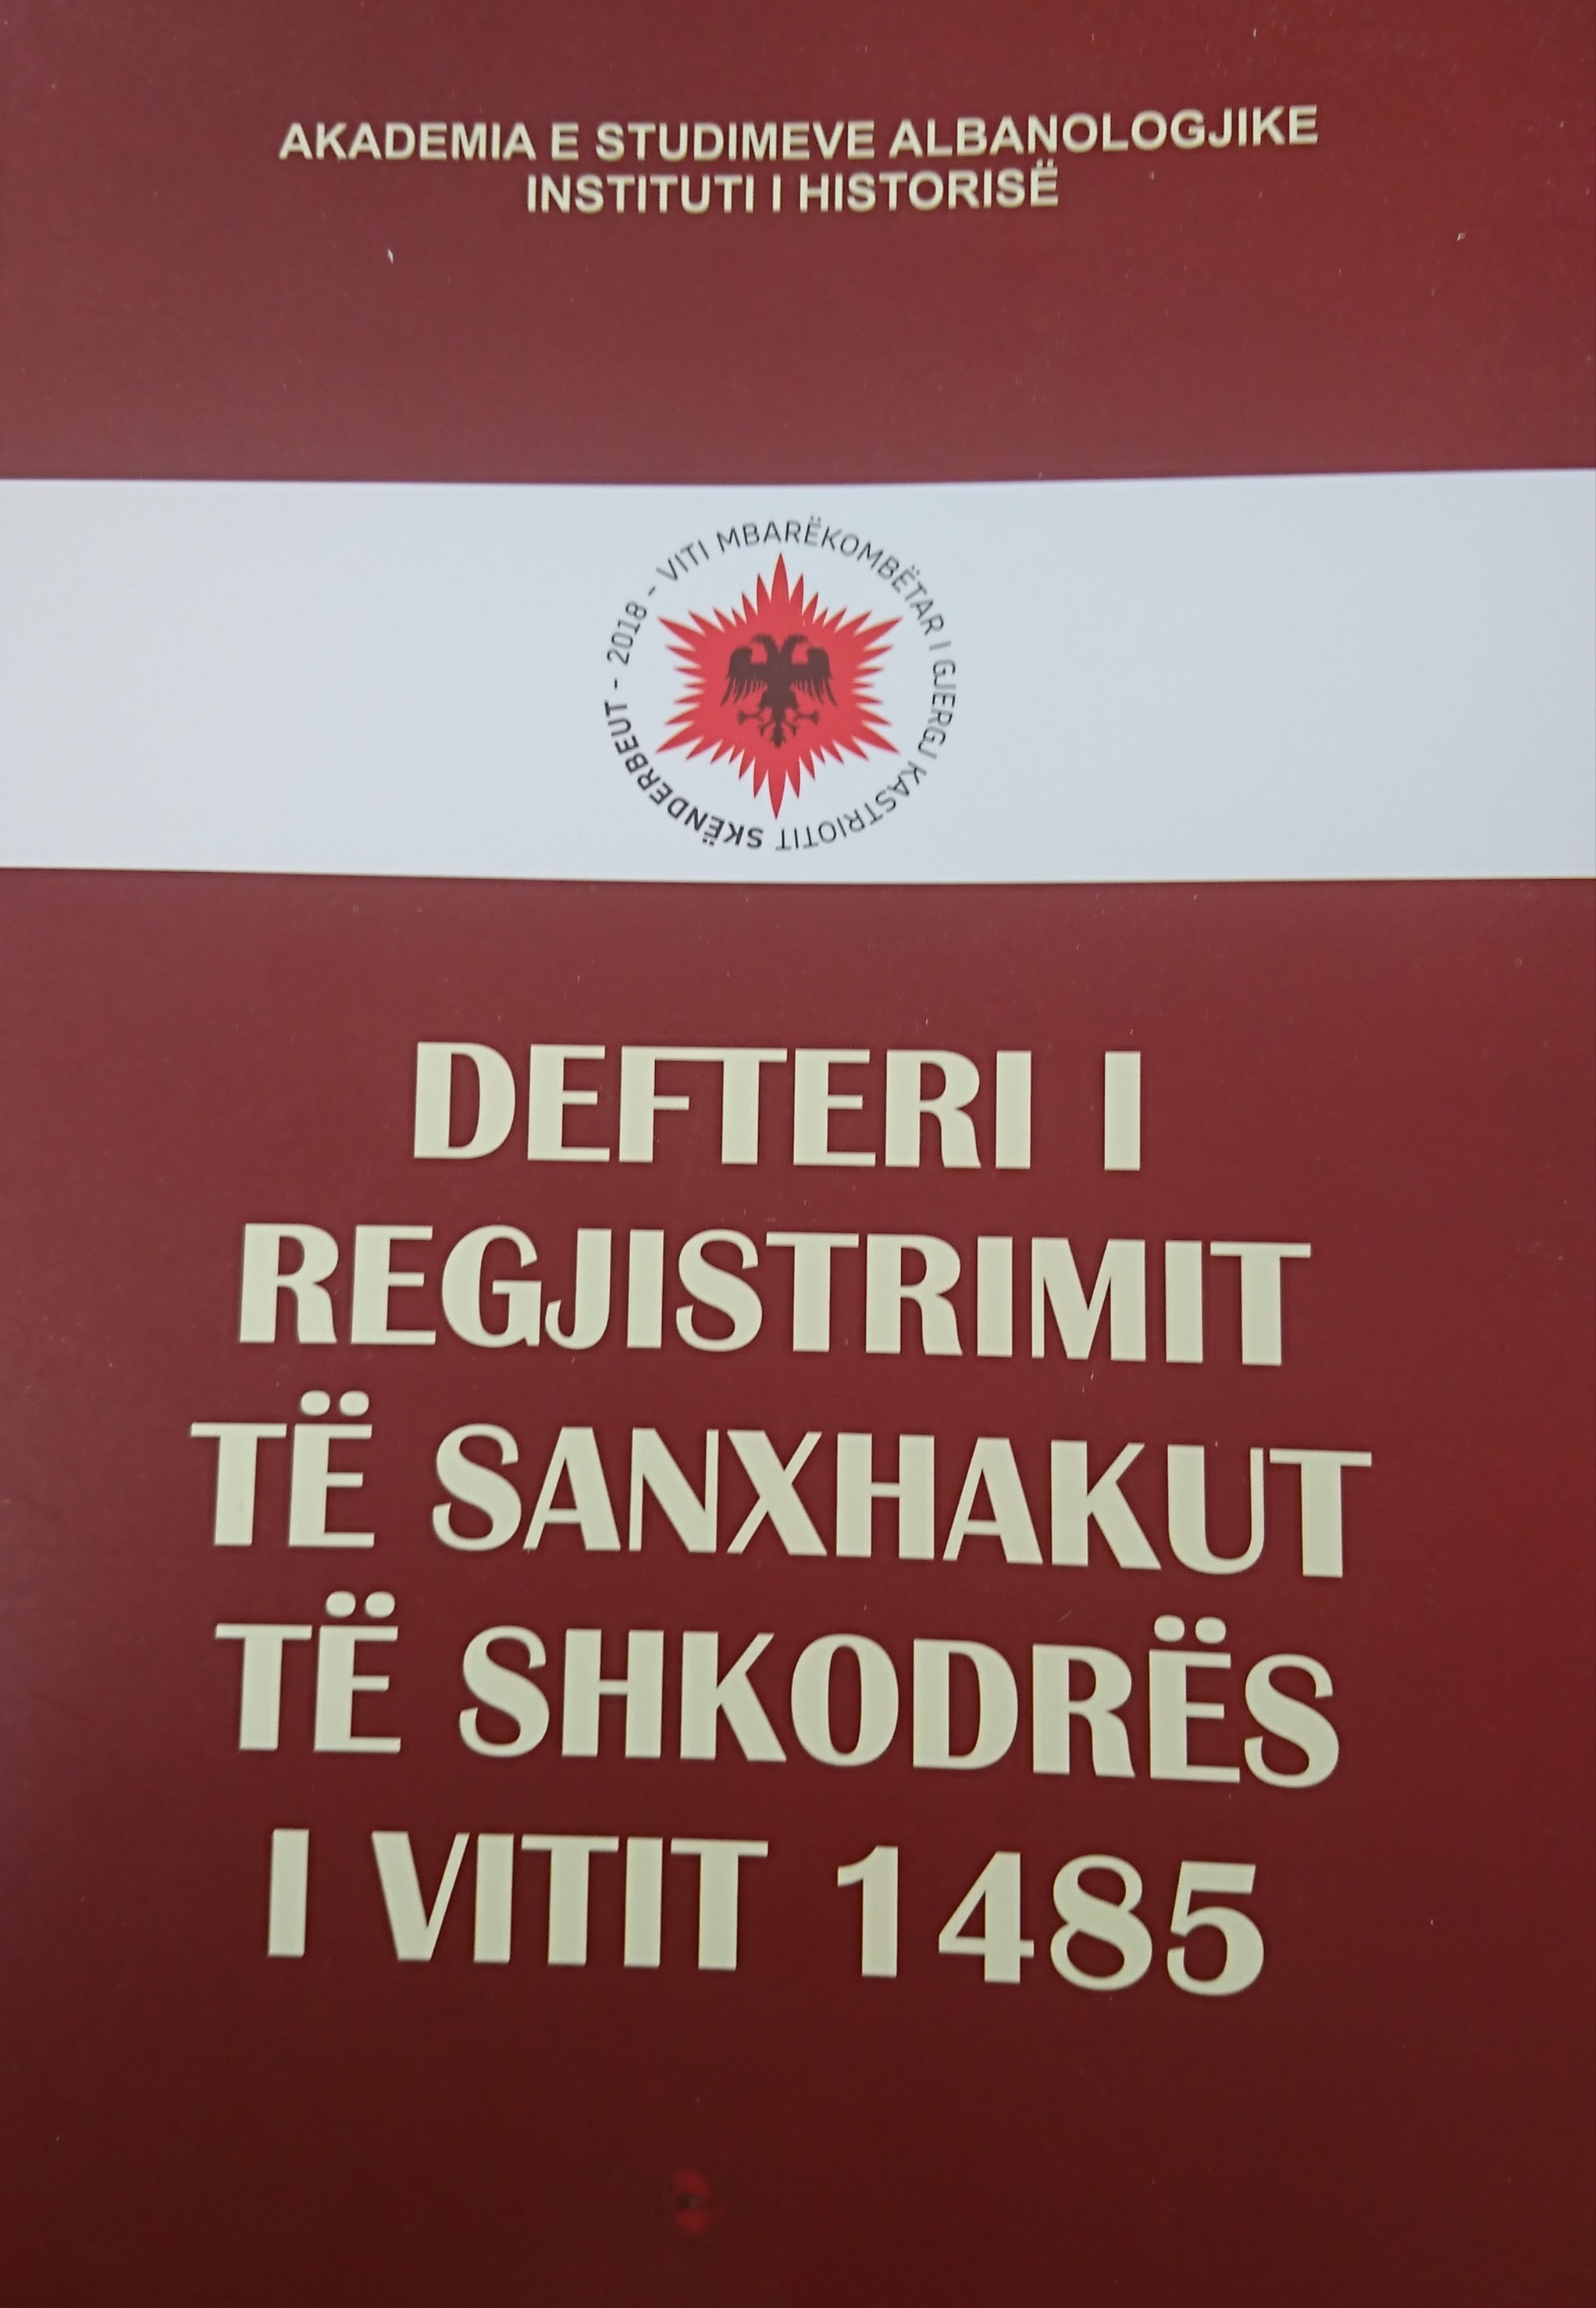 AKADEMIA E STUDIMEVE ALBANOLOGJIKE
INSTITUTI I HISTORISË
2018 - VITI MBARËKOMBËTAR I GJERGJ KASTRIOTIT SKËNDERBEUT -
DEFTERI I
REGJISTRIMIT
TË SANXHAKUT
TË SHKODRËS
I VITIT 1485